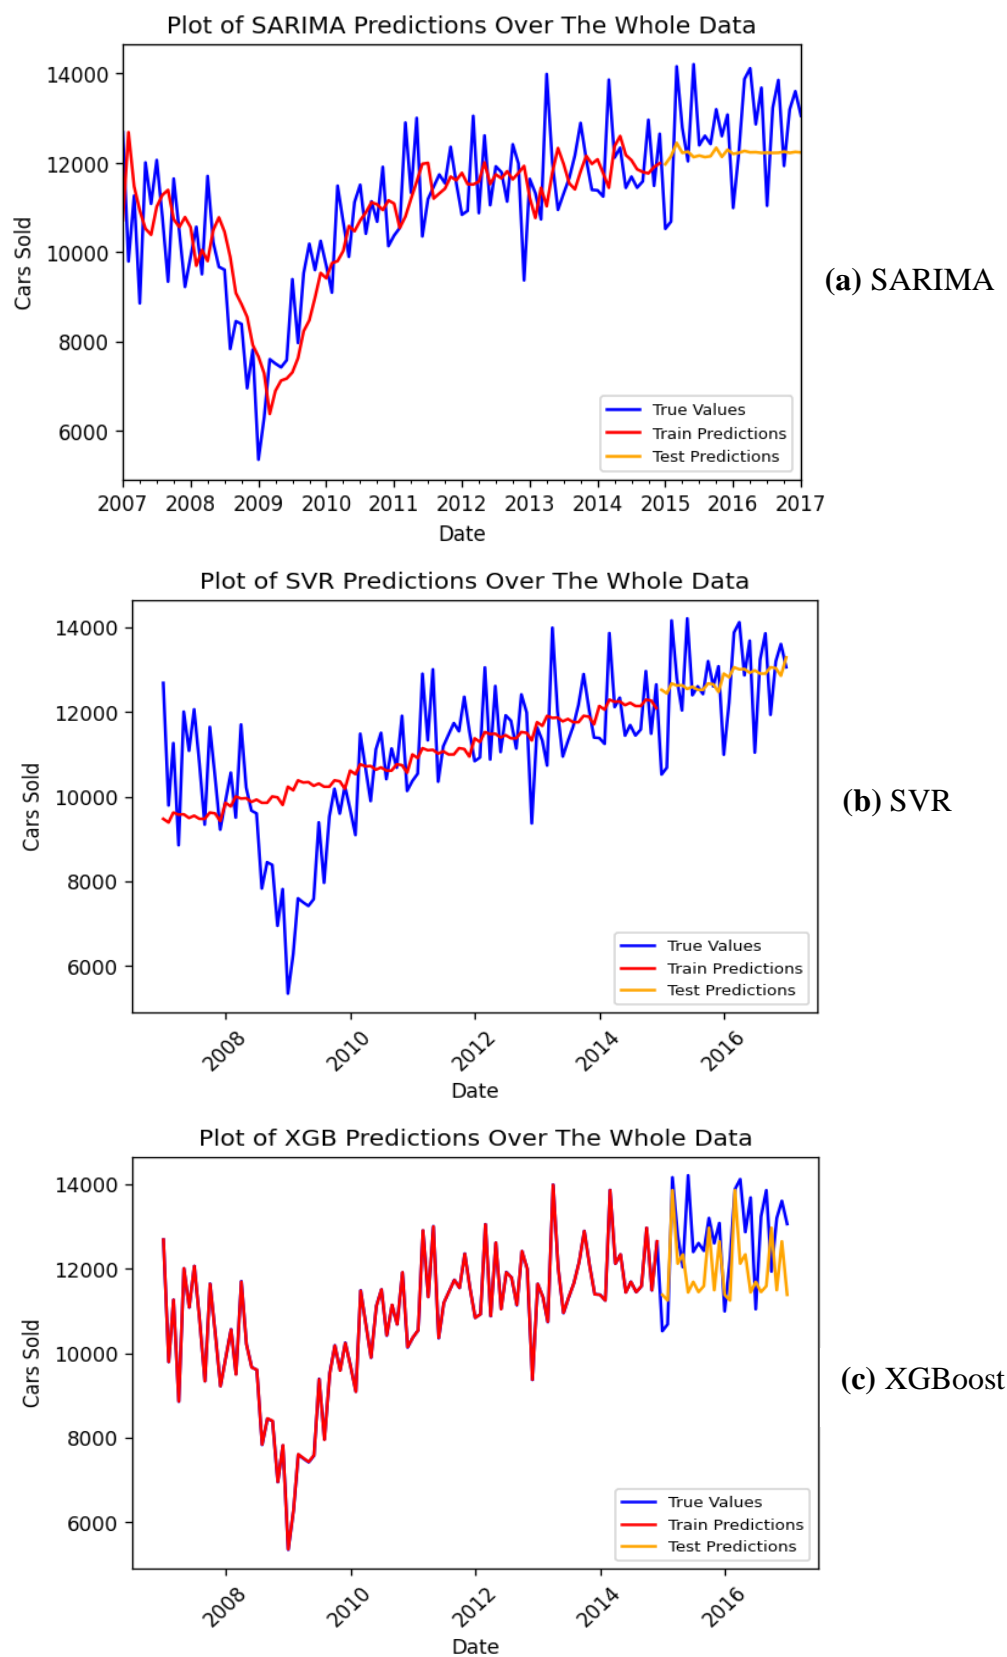 Plot of SARIMA Predictions Over The Whole Data
14000
12000
10000
8000
6000
Cars Sold
True Values
Train Predictions
Test Predictions
2007 2008 2009 2010 2011 2012 2013 2014 2015 2016 2017
Date
(a) SARIMA
Plot of SVR Predictions Over The Whole Data
14000
12000
10000
8000
6000
Cars Sold
True Values
Train Predictions
Test Predictions
2008 2010 2012 2014 2016
Date
(b) SVR
Plot of XGB Predictions Over The Whole Data
14000
12000
10000
8000
6000
Cars Sold
True Values
Train Predictions
Test Predictions
2008 2010 2012 2014 2016
Date
(c) XGBoost